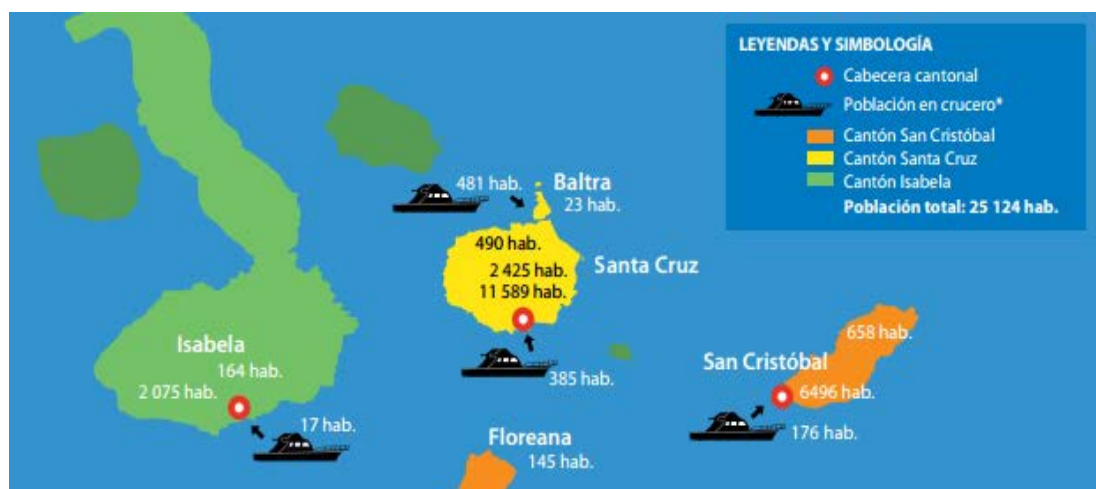 LEYENDAS Y SIMBOLOGÍA
Cabecera cantonal
Población en crucero*
Cantón San Cristóbal
Cantón Santa Cruz
Cantón Isabela
Población total: 25 124 hab.
481 hab.
Baltra
23 hab.
490 hab.
2 425 hab.
11 589 hab.
Santa Cruz
385 hab.
Isabela
164 hab.
2 075 hab.
17 hab.
Floreana
145 hab.
658 hab.
San Cristóbal
6496 hab.
176 hab.